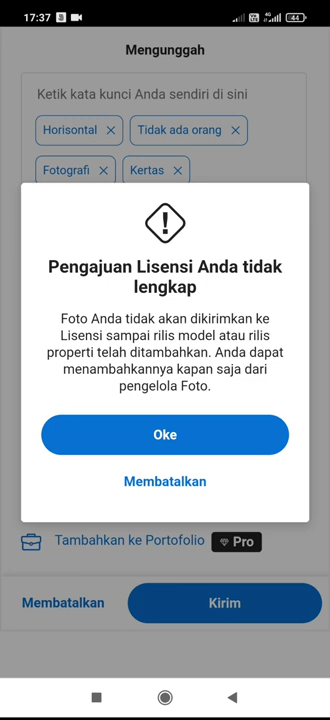 17:37
44
Mengunggah
Ketik kata kunci Anda sendiri di sini
Horisontal
Tidak ada orang
Fotografi
Kertas
Pengajuan Lisensi Anda tidak
lengkap
Foto Anda tidak akan dikirimkan ke
Lisensi sampai rilis model atau rilis
properti telah ditambahkan. Anda dapat
menambahkannya kapan saja dari
pengelola Foto.
Oke
Membatalkan
Tambahkan ke Portofolio Pro
Membatalkan
Kirim